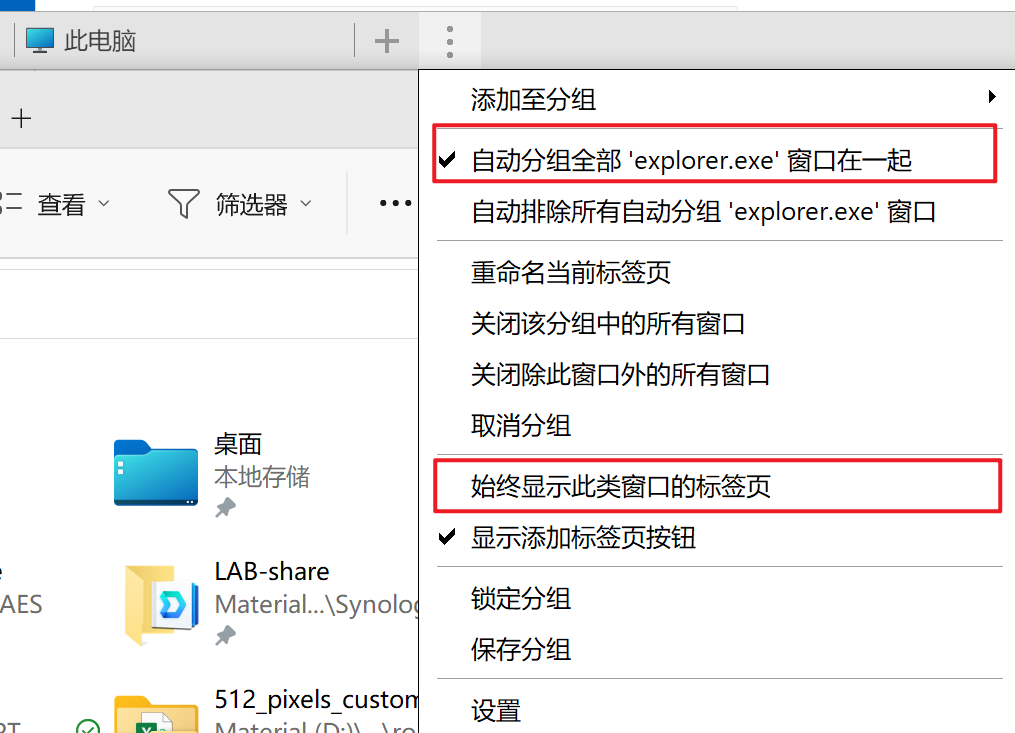 此电脑
添加至分组
自动分组全部 'explorer.exe' 窗口在一起
自动排除所有自动分组 'explorer.exe' 窗口
重命名当前标签页
关闭该分组中的所有窗口
关闭除此窗口外的所有窗口
取消分组
始终显示此类窗口的标签页
显示添加标签页按钮
锁定分组
保存分组
设置
查看
筛选器
桌面
本地存储
LAB-share
AES
Material...\Synolog
512_pixels_custom
Material (D:)\...\ro